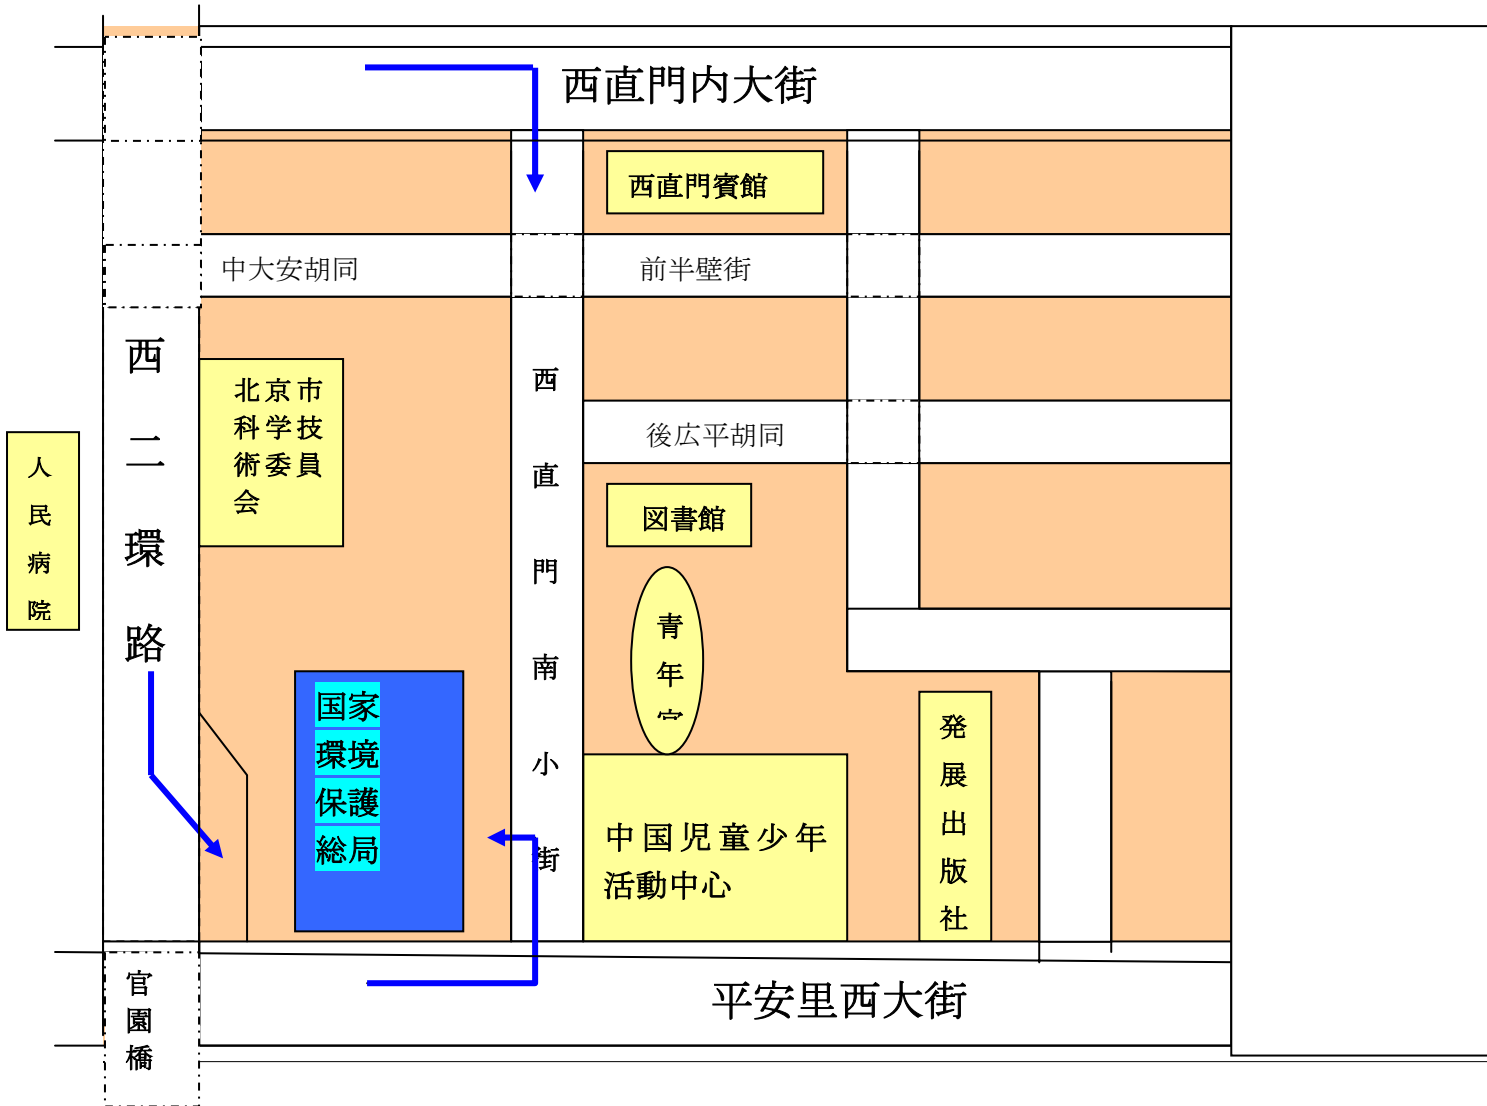 西直門内大街
西直門賓館
中大安胡同
前半壁街
西二環路
北京市
科学技
術委員
会
西直門南小街
後広平胡同
人民病院
図書館
青年宮
国家
環境
保護
総局
発展出版社
中国児童少年
活動中心
官園橋
平安里西大街